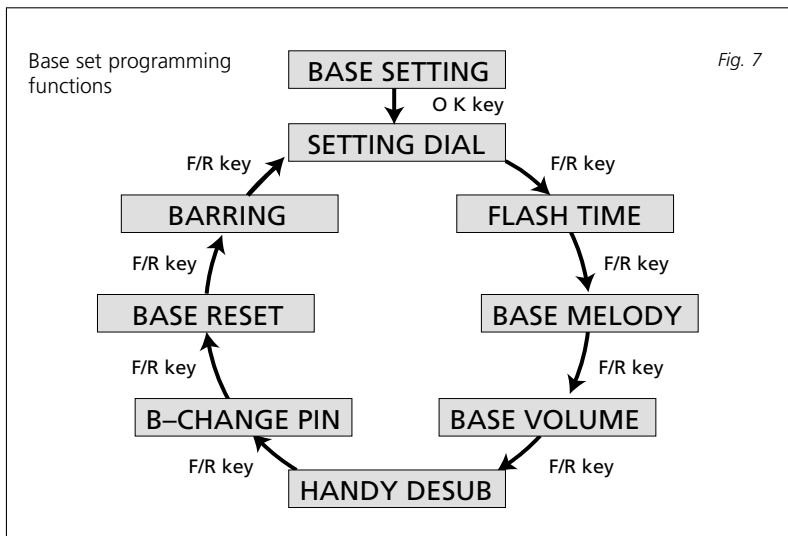 Base set programming
functions
Fig. 7
BASE SETTING
O K key
SETTING DIAL
F/R key
FLASH TIME
F/R key
BASE MELODY
F/R key
BASE VOLUME
F/R key
HANDY DESUB
F/R key
B–CHANGE PIN
F/R key
BASE RESET
F/R key
BARRING
F/R key